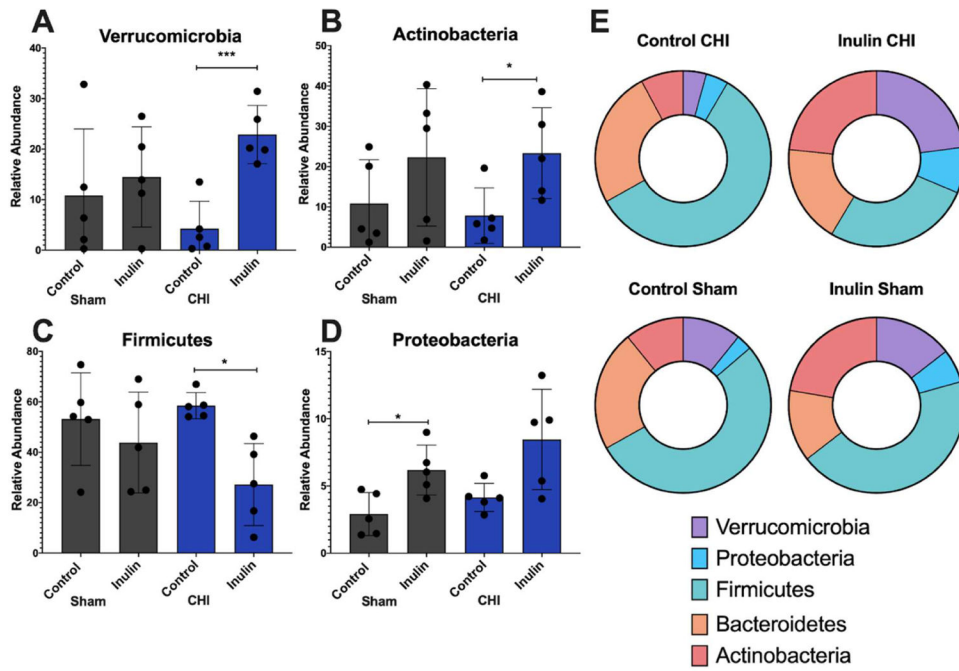 A
Verrucomicrobia
Relative Abundance
40
30
20
10
0
***
Control
Inulin
Control
Inulin
Sham
CHI
B
Actinobacteria
Relative Abundance
50
40
30
20
10
0
*
Control
Inulin
Control
Inulin
Sham
CHI
C
Firmicutes
Relative Abundance
80
60
40
20
0
*
Control
Inulin
Control
Inulin
Sham
CHI
D
Proteobacteria
Relative Abundance
15
10
5
0
*
Control
Inulin
Control
Inulin
Sham
CHI
E
Control CHI
Inulin CHI
Control Sham
Inulin Sham
Verrucomicrobia
Proteobacteria
Firmicutes
Bacteroidetes
Actinobacteria